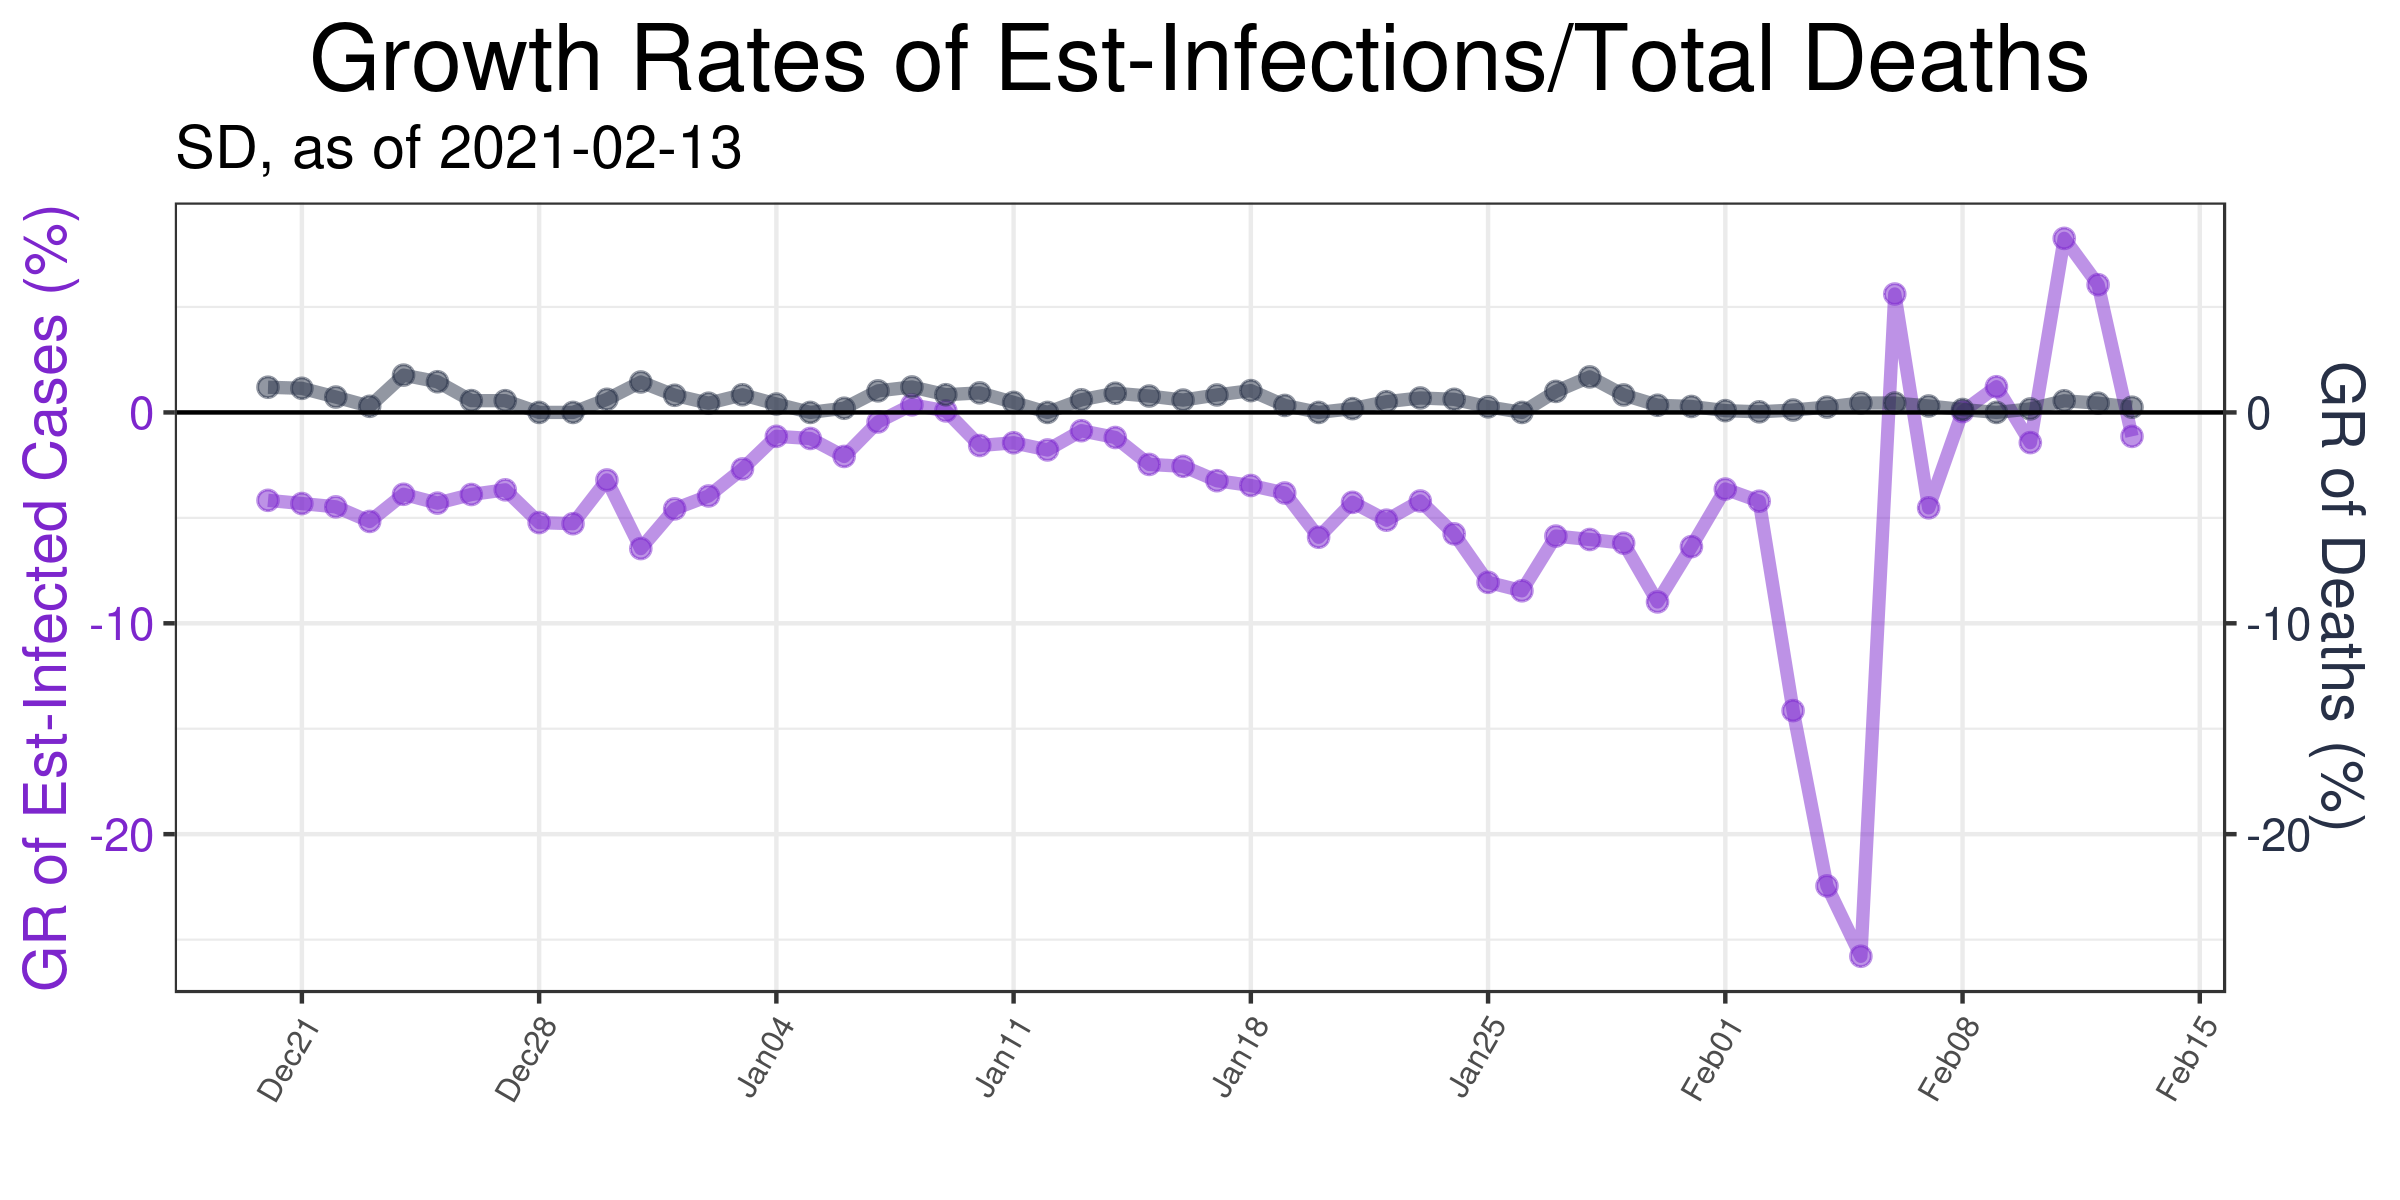 Growth Rates of Est-Infections/Total Deaths
SD, as of 2021-02-13
GR of Est-Infected Cases (%)
0
-10
-20
0
-10
-20
GR of Deaths (%)
Dec21
Dec28
Jan04
Jan11
Jan18
Jan25
Feb01
Feb08
Feb15